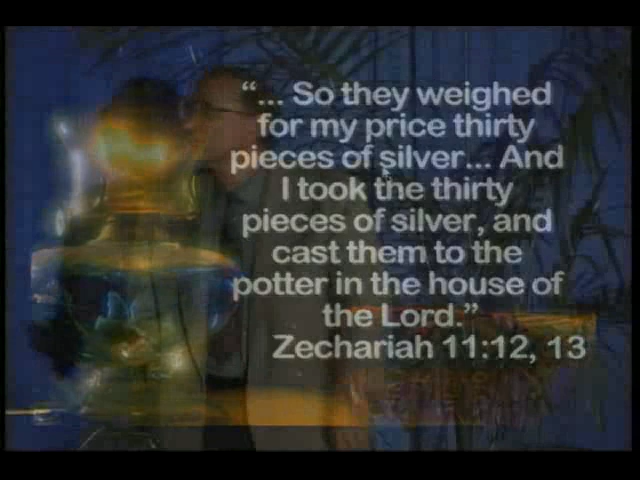 “... So they weighed
for my price thirty
pieces of silver... And
I took the thirty
pieces of silver, and
cast them to the
potter in the house of
the Lord.”
Zechariah 11:12, 13